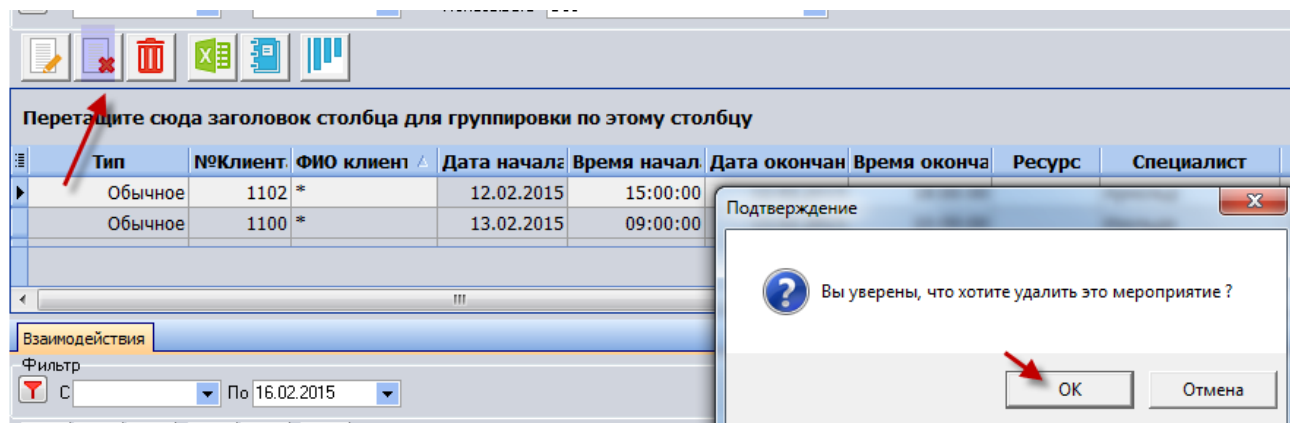 Перетащите сюда заголовок столбца для группировки по этому столбцу
Тип №Клиент. ФИО клиент Дата начала Время начал Дата окончан Время оконча Ресурс Специалист
Обычное 1102 * 12.02.2015 15:00:00
Обычное 1100 * 13.02.2015 09:00:00
Подтверждение
Вы уверены, что хотите удалить это мероприятие ?
OK Отмена
Взаимодействия
Фильтр
С По 16.02.2015